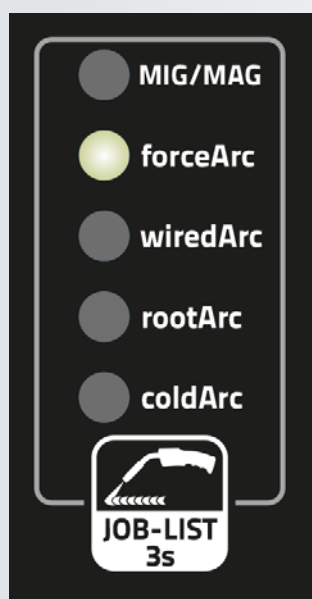 MIG/MAG
forceArc
wiredArc
rootArc
coldArc
JOB-LIST
3s